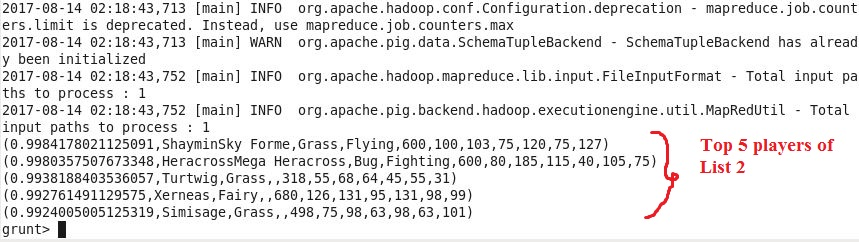 2017-08-14 02:18:43,713 [main] INFO  org.apache.hadoop.conf.Configuration.deprecation - mapreduce.job.count
ers.limit is deprecated. Instead, use mapreduce.job.counters.max
2017-08-14 02:18:43,713 [main] WARN  org.apache.pig.data.SchemaTupleBackend - SchemaTupleBackend has alread
y been initialized
2017-08-14 02:18:43,752 [main] INFO  org.apache.hadoop.mapreduce.lib.input.FileInputFormat - Total input pa
ths to process : 1
2017-08-14 02:18:43,752 [main] INFO  org.apache.pig.backend.hadoop.executionengine.util.MapRedUtil - Total
input paths to process : 1
(0.9984178021125091,ShayminSky Forme,Grass,Flying,600,100,103,75,120,75,127)
(0.9980357507673348,HeracrossMega Heracross,Bug,Fighting,600,80,185,115,40,105,75)
(0.9938188403536057,Turtwig,Grass,,318,55,68,64,45,55,31)
(0.992761491129575,Xerneas,Fairy,,680,126,131,95,131,98,99)
(0.9924005005125319,Simisage,Grass,,498,75,98,63,98,63,101)
grunt>
Top 5 players of
List 2